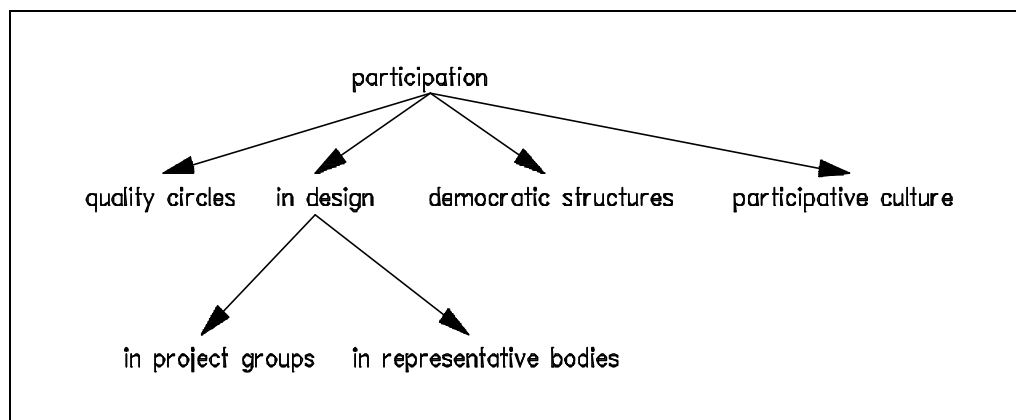 participation
quality circles in design democratic structures participative culture
in project groups in representative bodies